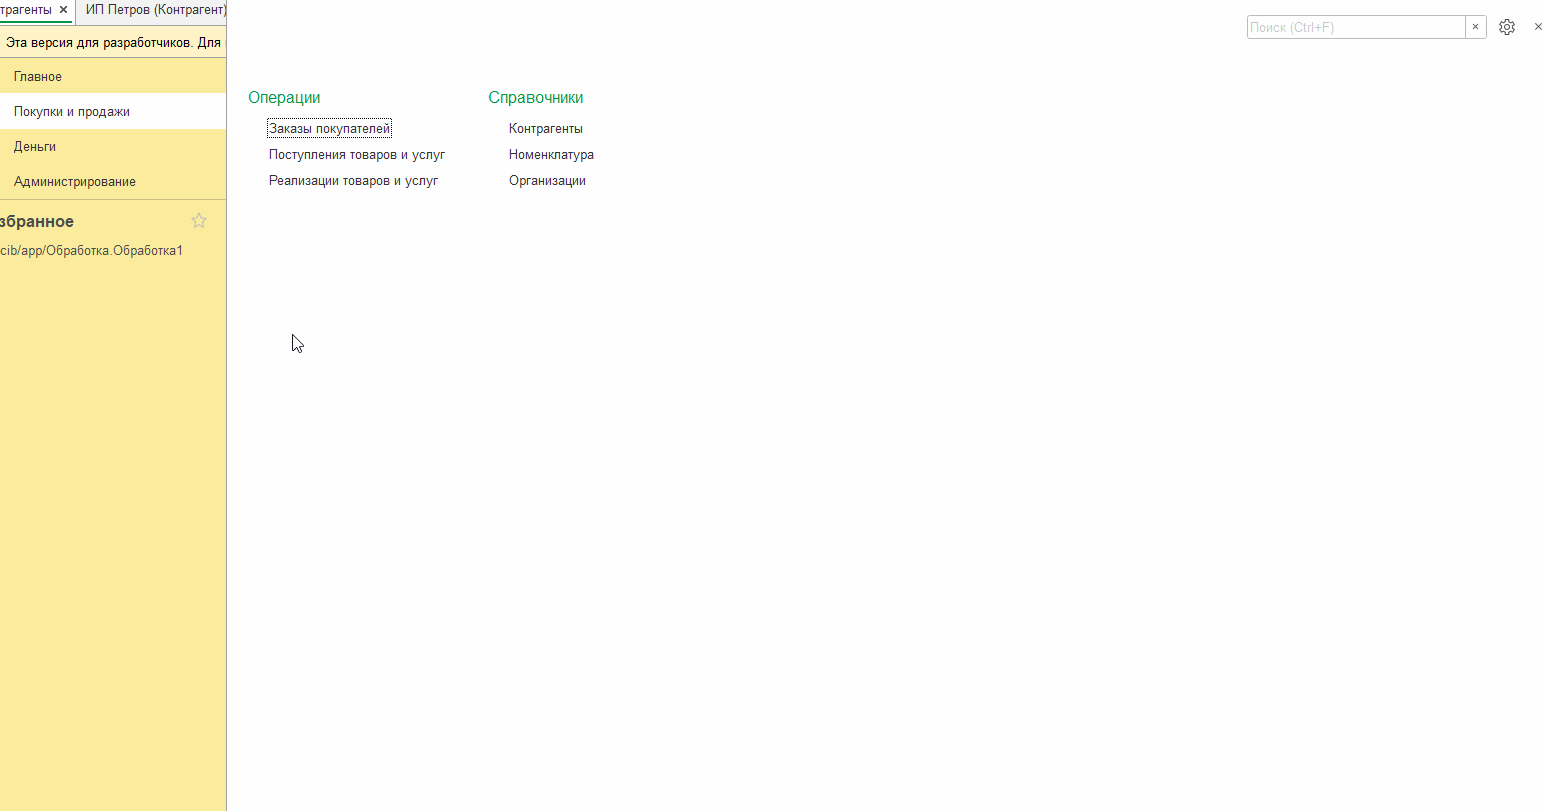 трагенты × ИП Петров (Контрагент)
Поиск (Ctrl+F)
Эта версия для разработчиков. Для
Главное
Покупки и продажи
Деньги
Администрирование
збранное
cib/app/Обработка.Обработка1
Операции
Заказы покупателей
Поступления товаров и услуг
Реализации товаров и услуг
Справочники
Контрагенты
Номенклатура
Организации